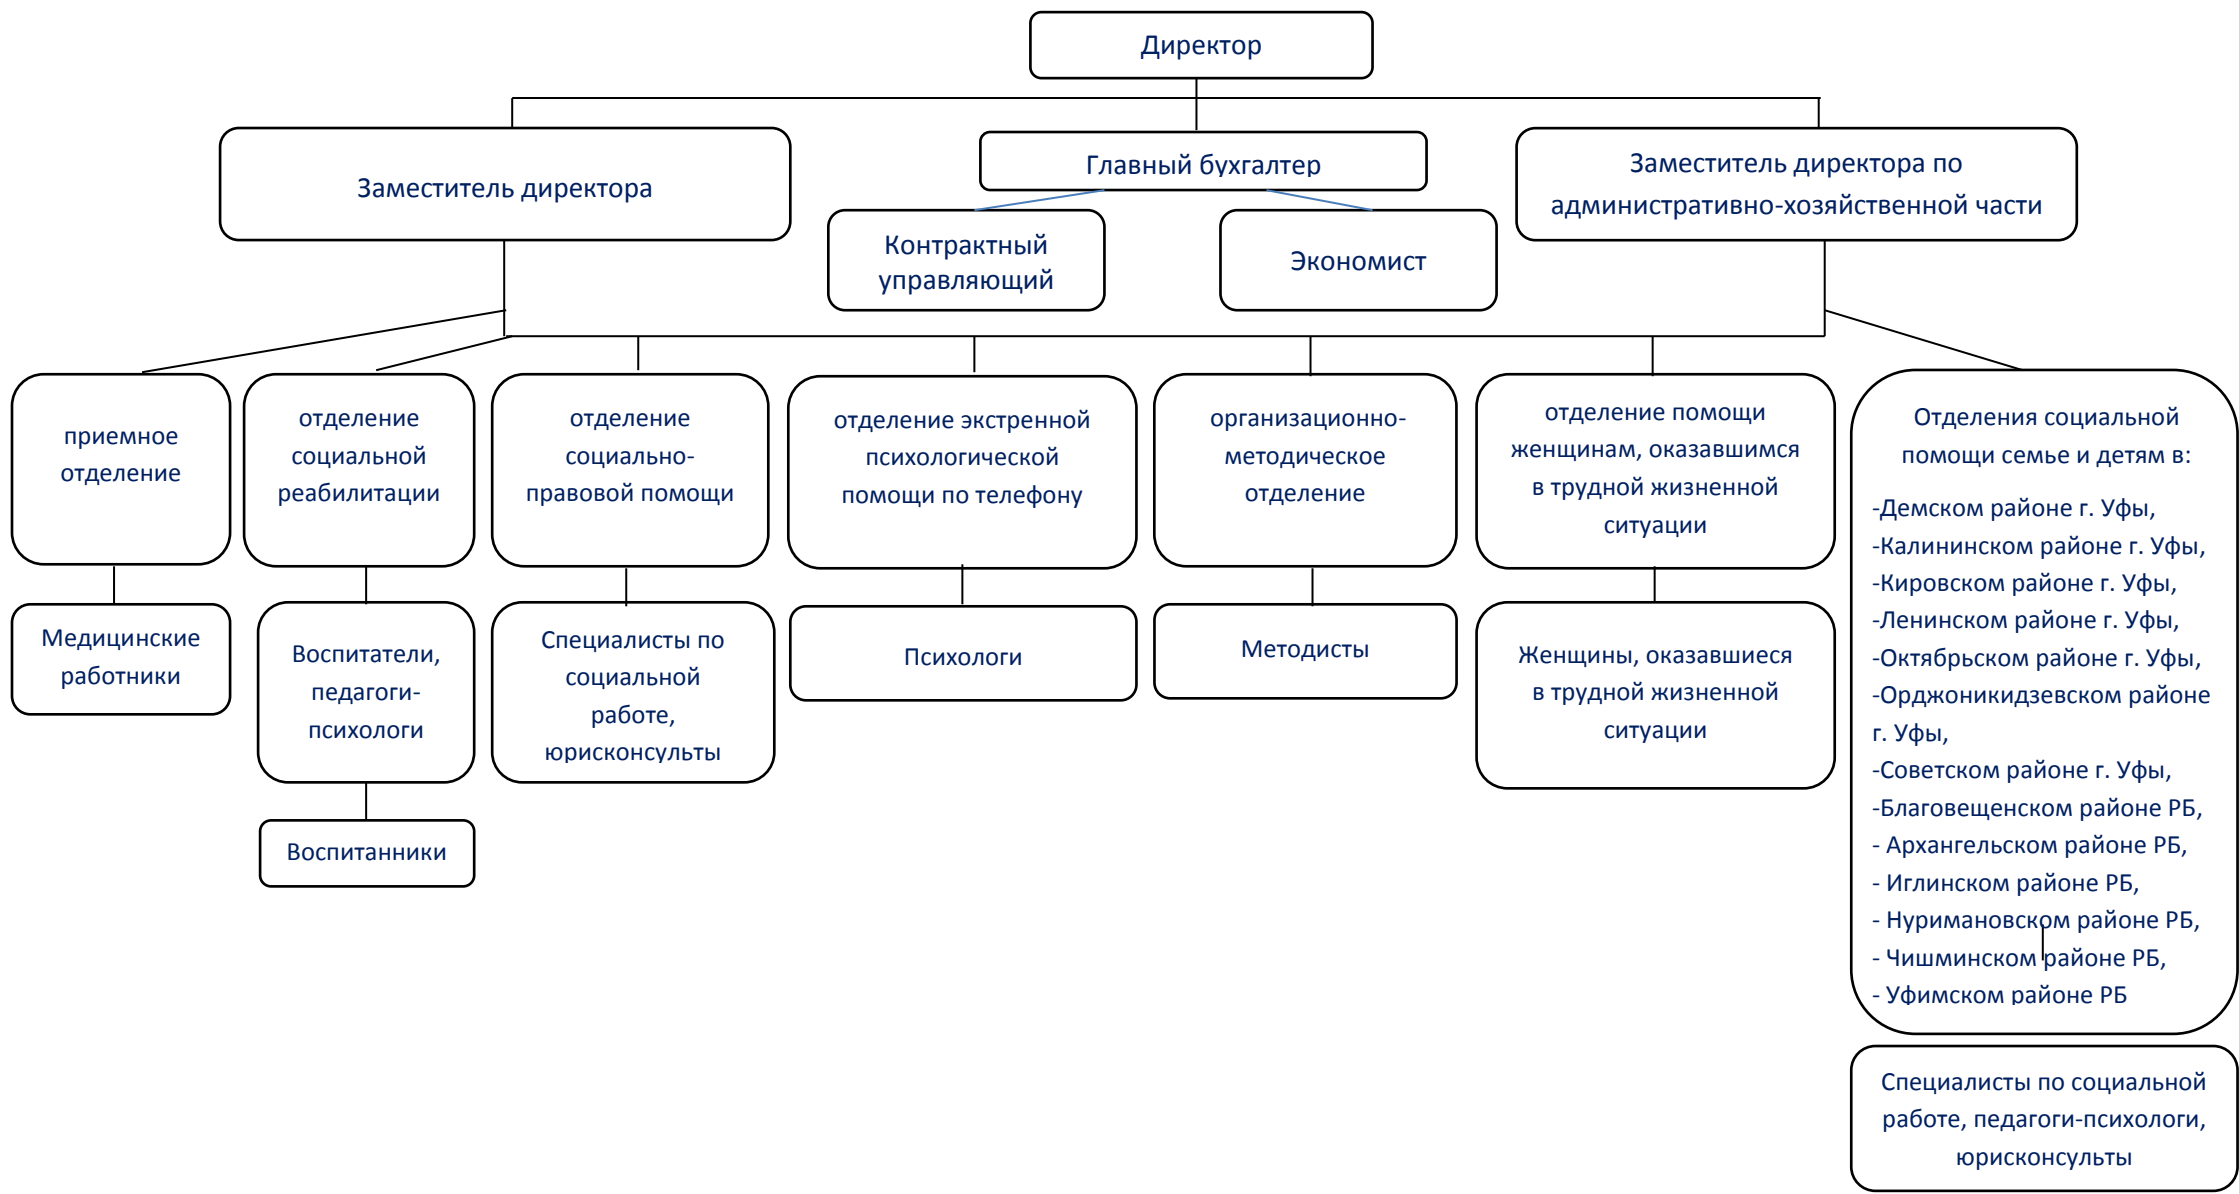 Директор
Заместитель директора
Главный бухгалтер
Заместитель директора по
административно-хозяйственной части
Контрактный
управляющий
Экономист
приемное
отделение
отделение
социальной
реабилитации
отделение
социально-
правовой помощи
отделение экстренной
психологической
помощи по телефону
организационно-
методическое
отделение
отделение помощи
женщинам, оказавшимся
в трудной жизненной
ситуации
Отделения социальной
помощи семье и детям в:
-Демском районе г. Уфы,
-Калининском районе г. Уфы,
-Кировском районе г. Уфы,
-Ленинском районе г. Уфы,
-Октябрьском районе г. Уфы,
-Орджоникидзевском районе
г. Уфы,
-Советском районе г. Уфы,
-Благовещенском районе РБ,
- Архангельском районе РБ,
- Иглинском районе РБ,
- Нуримановском районе РБ,
- Чишминском районе РБ,
- Уфимском районе РБ
Медицинские
работники
Воспитатели,
педагоги-
психологи
Специалисты по
социальной
работе,
юрисконсульты
Психологи
Методисты
Женщины, оказавшиеся
в трудной жизненной
ситуации
Воспитанники
Специалисты по социальной
работе, педагоги-психологи,
юрисконсульты